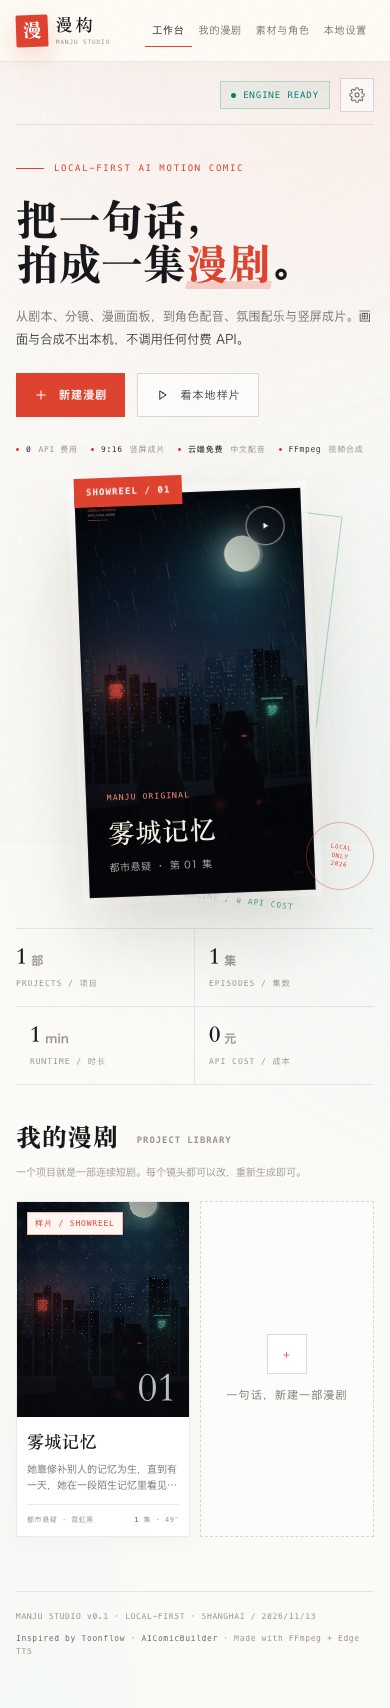 漫 漫构
MANJU STUDIO
工作台 我的漫剧 素材与角色 本地设置
ENGINE READY
LOCAL-FIRST AI MOTION COMIC
把一句话，
拍成一集漫剧。
从剧本、分镜、漫画面板，到角色配音、氛围配乐与竖屏成片。画
面与合成不出本机，不调用任何付费 API。
+ 新建漫剧
看本地样片
0 API 费用 9:16 竖屏成片 云端免费 中文配音 FFmpeg 视频合成
SHOWREEL / 01
雾
梦
MANJU ORIGINAL
雾城记忆
都市悬疑 · 第 01 集
LOCAL
ONLY
2026
/ 0 API COST
1 部
PROJECTS / 项目
1 集
EPISODES / 集数
1 min
RUNTIME / 时长
0 元
API COST / 成本
我的漫剧 PROJECT LIBRARY
一个项目就是一部连续短剧。每个镜头都可以改，重新生成即可。
样片 / SHOWREEL
雾
梦
01
雾城记忆
她靠修补别人的记忆为生，直到有
一天，她在一段陌生记忆里看见…
都市悬疑 · 霓虹黑 1 集 · 49″
+
一句话，新建一部漫剧
MANJU STUDIO v0.1 · LOCAL-FIRST · SHANGHAI / 2026/11/13
Inspired by Toonflow · AIComicBuilder · Made with FFmpeg + Edge
TTS